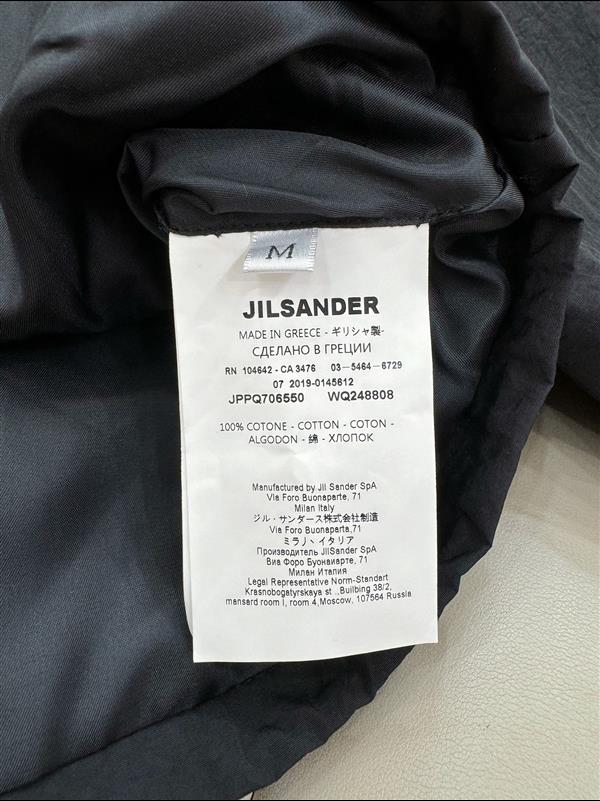 M
JILSANDER
MADE IN GREECE - ギリシャ製-
СДЕЛАНО В ГРЕЦИИ
RN 104642 - CA 3476 03-5464-6729
07 2019-0145612
JPPQ706550 WQ248808
100% COTONE - COTTON - COTON -
ALGODON - 綿 - ХЛОПОК
Manufactured by Jil Sander SpA
Via Foro Buonaparte, 71
Milan Italy
ジル・サンダース株式会社制造
Via Foro Buonaparte,71
ミラノ、イタリア
Производитель JilSander SpA
Виа Форо Буонаиарте, 71
Милан Италия
Legal Representative Norm-Standart
Krasnobogatyrskaya st .,Builbing 38/2,
mansard room I, room 4,Moscow, 107564 Russia